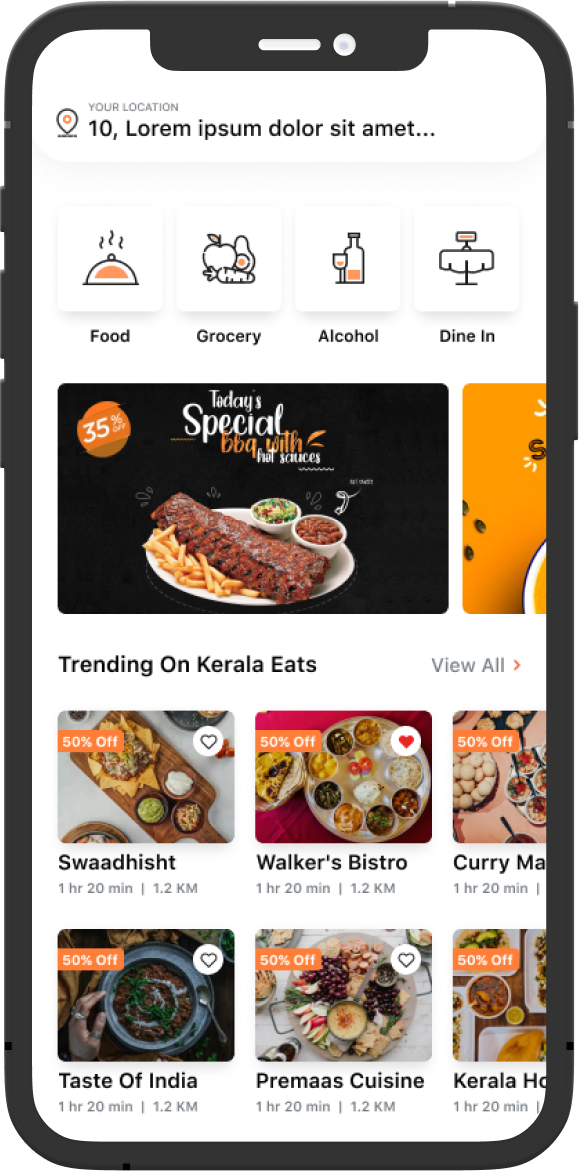 YOUR LOCATION
10, Lorem ipsum dolor sit amet...
Food
Grocery
Alcohol
Dine In
35% OFF
Today's
Special
bbq with
hot sauces
View All
Trending On Kerala Eats
50% Off
50% Off
50% Off
Swaadhisht
Walker's Bistro
Curry Ma
1 hr 20 min | 1.2 KM
1 hr 20 min | 1.2 KM
1 hr 20 min |
50% Off
50% Off
50% Off
Taste Of India
Premaas Cuisine
Kerala Ho
1 hr 20 min | 1.2 KM
1 hr 20 min | 1.2 KM
1 hr 20 min |